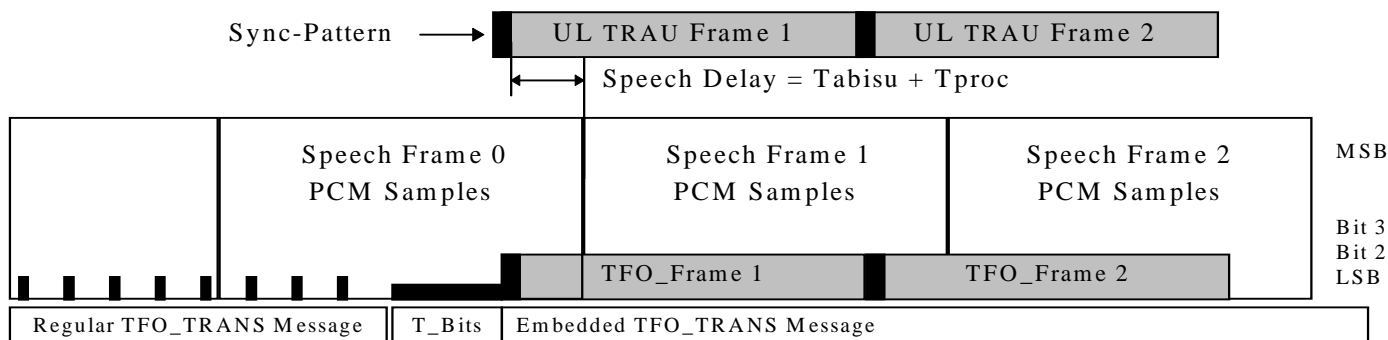 Sync-Pattern
UL TRAU Frame 1
UL TRAU Frame 2
Speech Delay = Tabisu + Tproc
Speech Frame 0
PCM Samples
Speech Frame 1
PCM Samples
Speech Frame 2
PCM Samples
MSB
Bit 3
Bit 2
LSB
TFO_Frame 1
TFO_Frame 2
Regular TFO_TRANS Message
T_Bits
Embedded TFO_TRANS Message